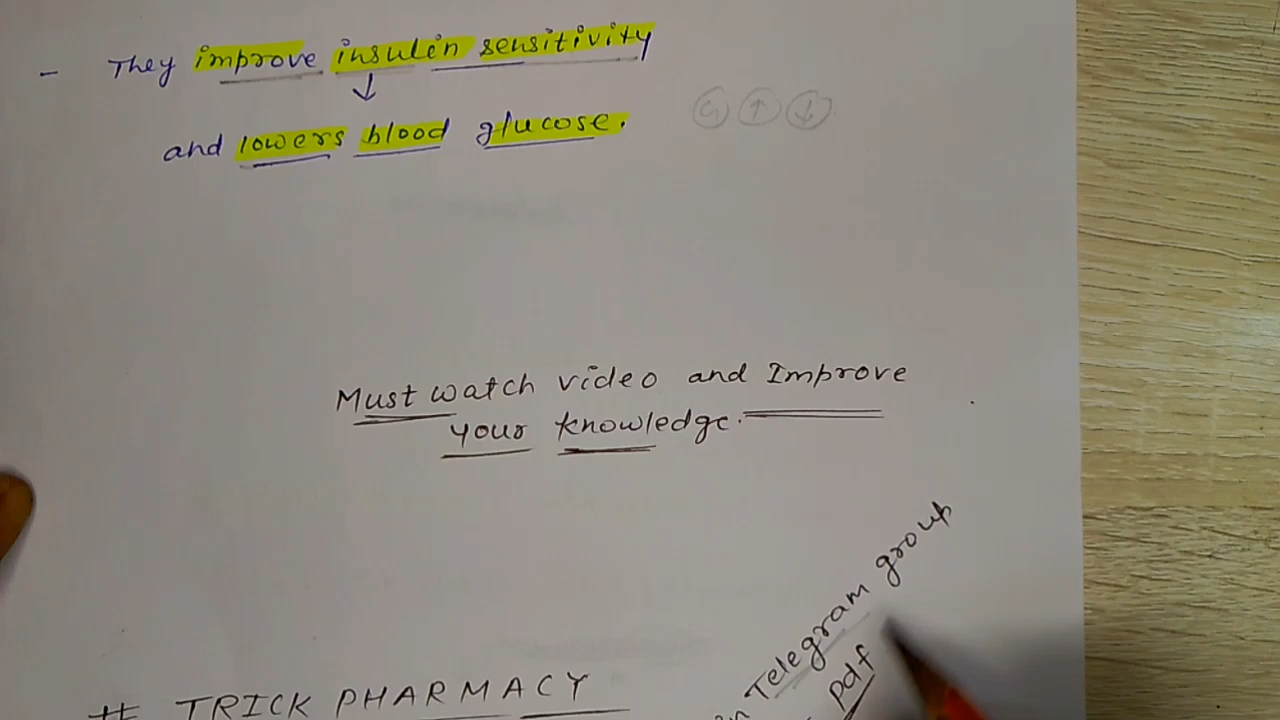 - They improve insulin sensitivity
↓
and lowers blood glucose.
G ↑ ↓
Must watch video and Improve
your knowledge.
Telegram group
pdf
# TRICK PHARMACY